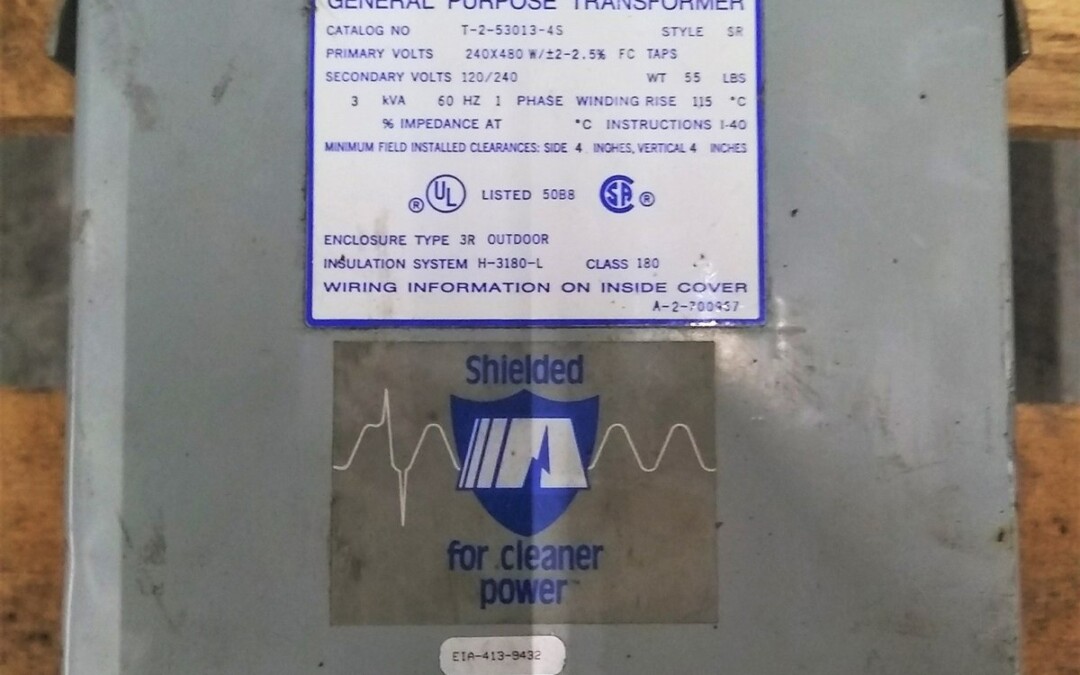 GENERAL PURPOSE TRANSFORMER
CATALOG NO T-2-53013-4S STYLE SR
PRIMARY VOLTS 240X480 W/±2-2.5% FC TAPS
SECONDARY VOLTS 120/240 WT 55 LBS
3 kVA 60 HZ 1 PHASE WINDING RISE 115 °C
% IMPEDANCE AT °C INSTRUCTIONS I-40
MINIMUM FIELD INSTALLED CLEARANCES: SIDE 4 INCHES, VERTICAL 4 INCHES
® UL LISTED 50B8 SA ®
ENCLOSURE TYPE 3R OUTDOOR
INSULATION SYSTEM H-3180-L CLASS 180
WIRING INFORMATION ON INSIDE COVER
Shielded
for cleaner
power™
EIA-413-9432